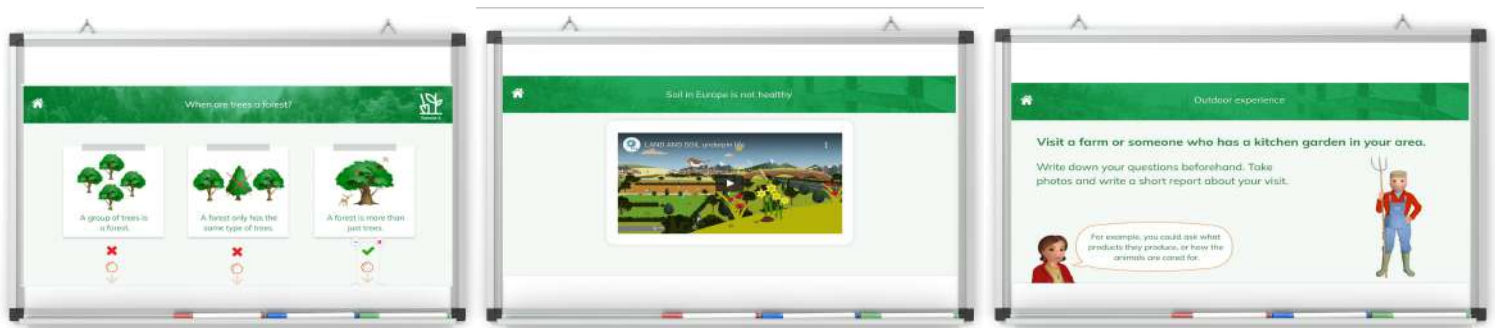 When are trees a forest?
A group of trees is
a forest.
A forest only has the
same type of trees.
A forest is more than
just trees.
Soil in Europe is not healthy
LAND AND SOIL
Outdoor experience
Visit a farm or someone who has a kitchen garden in your area.
Write down your questions beforehand. Take
photos and write a short report about your visit.
For example, you could ask what
products they produce, or how the
animals are cared for.